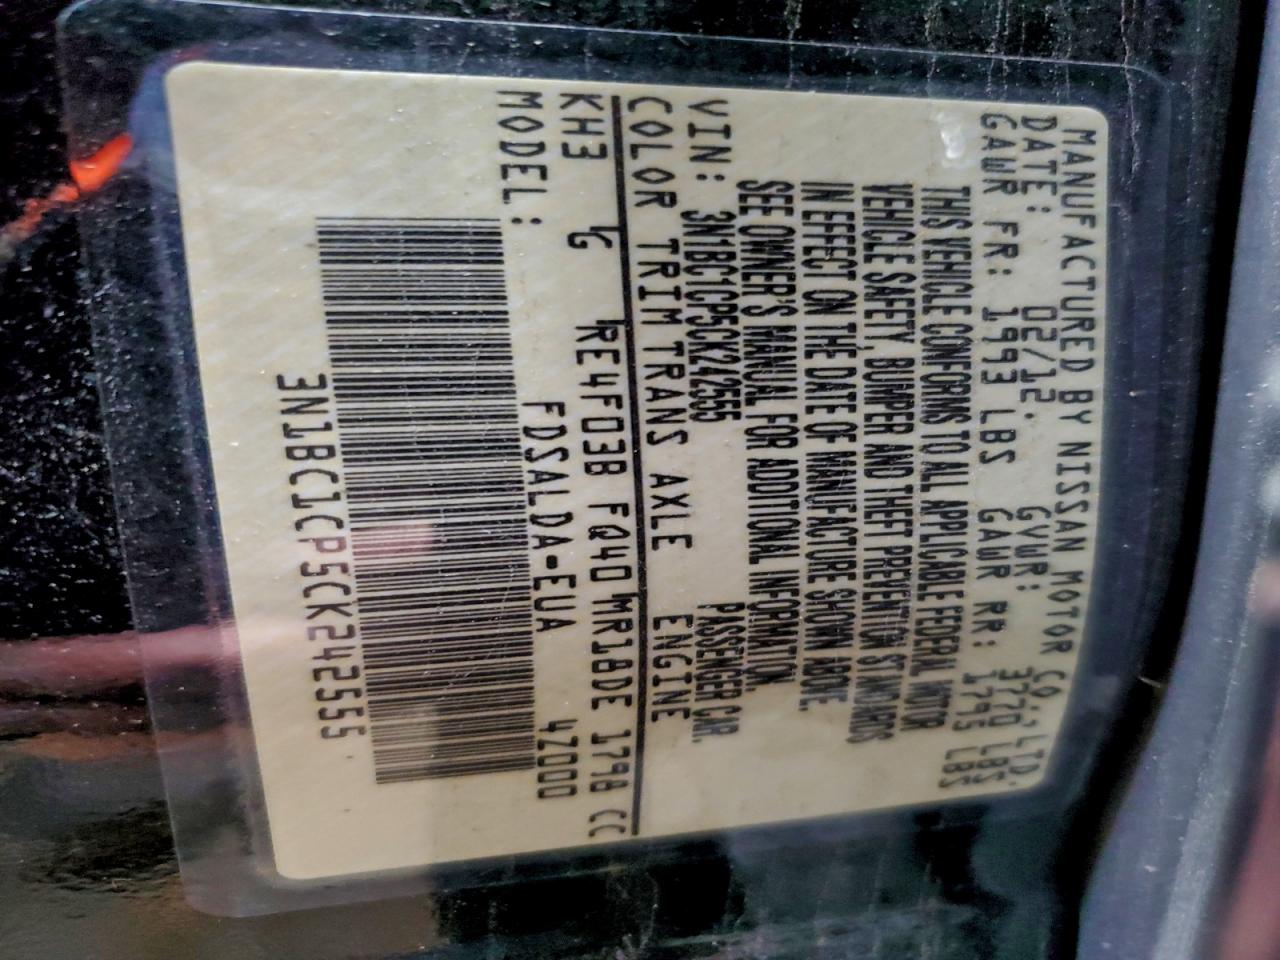 MANUFACTURED BY NISSAN MOTOR CO., LTD.
DATE: 02/12. GVWR: 3770 LBS
GAWR FR: 1993 LBS GAWR RR: 1795 LBS
THIS VEHICLE CONFORMS TO ALL APPLICABLE FEDERAL MOTOR
VEHICLE SAFETY, BUMPER AND THEFT PREVENTION STANDARDS
IN EFFECT ON THE DATE OF MANUFACTURE SHOWN ABOVE.
SEE OWNER'S MANUAL FOR ADDITIONAL INFORMATION.
VIN: 3N1BC1CP5CK242555 PASSENGER CAR.
COLOR TRIM TRANS AXLE ENGINE
KH3 G RE4F03B FQ40 MR18DE 1798 CC
MODEL: FDSALDA-EUA 4Z000
3N1BC1CP5CK242555